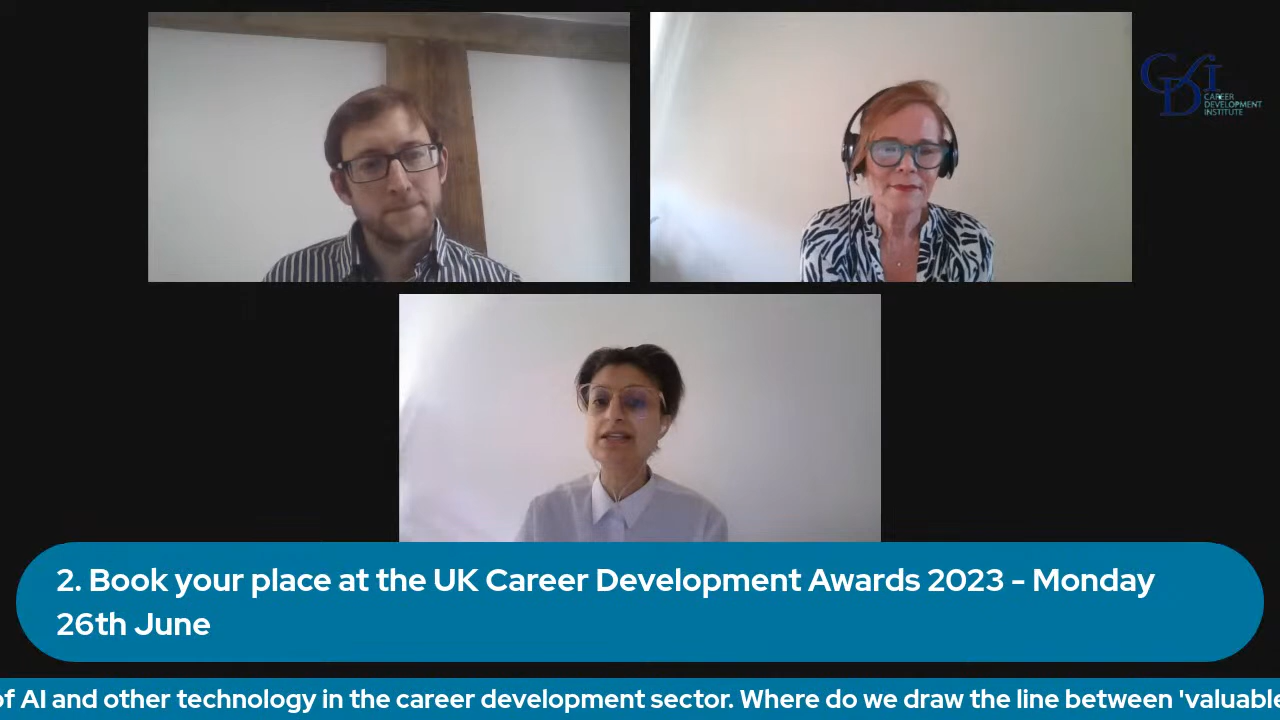 CDI
CAREER
DEVELOPMENT
INSTITUTE
2. Book your place at the UK Career Development Awards 2023 - Monday
26th June
of AI and other technology in the career development sector. Where do we draw the line between 'valuable